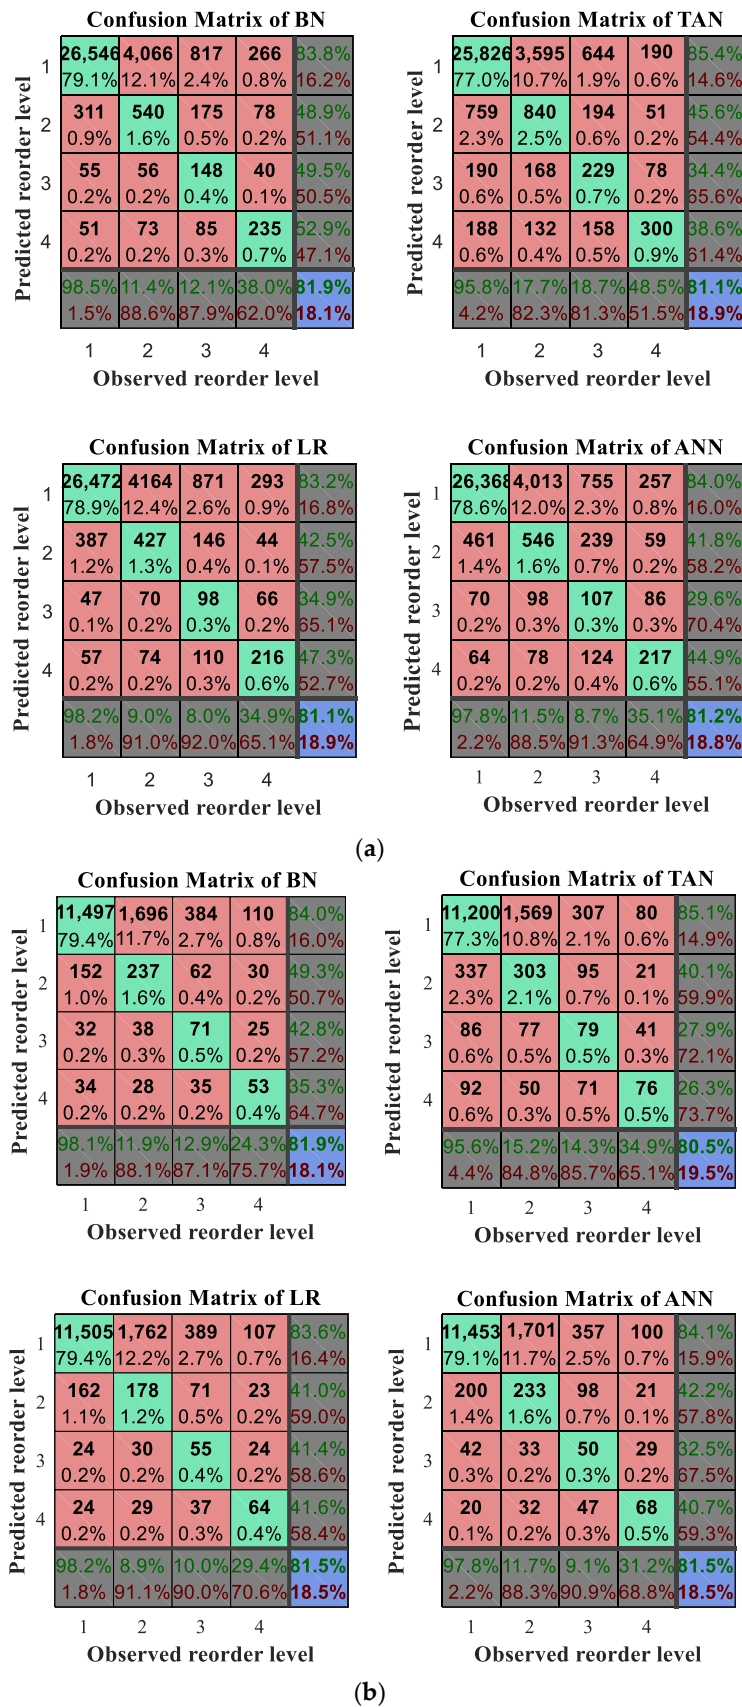 Confusion Matrix of BN
Predicted reorder level
1
26,546 4,066 817 266 83.8%
79.1% 12.1% 2.4% 0.8% 16.2%
2
311 540 175 78 48.9%
0.9% 1.6% 0.5% 0.2% 51.1%
3
55 56 148 40 49.5%
0.2% 0.2% 0.4% 0.1% 50.5%
4
51 73 85 235 52.9%
0.2% 0.2% 0.3% 0.7% 47.1%
98.5% 11.4% 12.1% 38.0% 81.9%
1.5% 88.6% 87.9% 62.0% 18.1%
1 2 3 4
Observed reorder level
Confusion Matrix of TAN
Predicted reorder level
1
25,826 3,595 644 190 85.4%
77.0% 10.7% 1.9% 0.6% 14.6%
2
759 840 194 51 45.6%
2.3% 2.5% 0.6% 0.2% 54.4%
3
190 168 229 78 34.4%
0.6% 0.5% 0.7% 0.2% 65.6%
4
188 132 158 300 38.6%
0.6% 0.4% 0.5% 0.9% 61.4%
95.8% 17.7% 18.7% 48.5% 81.1%
4.2% 82.3% 81.3% 51.5% 18.9%
1 2 3 4
Observed reorder level
Confusion Matrix of LR
Predicted reorder level
1
26,472 4164 871 293 83.2%
78.9% 12.4% 2.6% 0.9% 16.8%
2
387 427 146 44 42.5%
1.2% 1.3% 0.4% 0.1% 57.5%
3
47 70 98 66 34.9%
0.1% 0.2% 0.3% 0.2% 65.1%
4
57 74 110 216 47.3%
0.2% 0.2% 0.3% 0.6% 52.7%
98.2% 9.0% 8.0% 34.9% 81.1%
1.8% 91.0% 92.0% 65.1% 18.9%
1 2 3 4
Observed reorder level
Confusion Matrix of ANN
Predicted reorder level
1
26,368 4,013 755 257 84.0%
78.6% 12.0% 2.3% 0.8% 16.0%
2
461 546 239 59 41.8%
1.4% 1.6% 0.7% 0.2% 58.2%
3
70 98 107 86 29.6%
0.2% 0.3% 0.3% 0.3% 70.4%
4
64 78 124 217 44.9%
0.2% 0.2% 0.4% 0.6% 55.1%
97.8% 11.5% 8.7% 35.1% 81.2%
2.2% 88.5% 91.3% 64.9% 18.8%
1 2 3 4
Observed reorder level
(a)
Confusion Matrix of BN
Predicted reorder level
1
11,497 1,696 384 110 84.0%
79.4% 11.7% 2.7% 0.8% 16.0%
2
152 237 62 30 49.3%
1.0% 1.6% 0.4% 0.2% 50.7%
3
32 38 71 25 42.8%
0.2% 0.3% 0.5% 0.2% 57.2%
4
34 28 35 53 35.3%
0.2% 0.2% 0.2% 0.4% 64.7%
98.1% 11.9% 12.9% 24.3% 81.9%
1.9% 88.1% 87.1% 75.7% 18.1%
1 2 3 4
Observed reorder level
Confusion Matrix of TAN
Predicted reorder level
1
11,200 1,569 307 80 85.1%
77.3% 10.8% 2.1% 0.6% 14.9%
2
337 303 95 21 40.1%
2.3% 2.1% 0.7% 0.1% 59.9%
3
86 77 79 41 27.9%
0.6% 0.5% 0.5% 0.3% 72.1%
4
92 50 71 76 26.3%
0.6% 0.3% 0.5% 0.5% 73.7%
95.6% 15.2% 14.3% 34.9% 80.5%
4.4% 84.8% 85.7% 65.1% 19.5%
1 2 3 4
Observed reorder level
Confusion Matrix of LR
Predicted reorder level
1
11,505 1,762 389 107 83.6%
79.4% 12.2% 2.7% 0.7% 16.4%
2
162 178 71 23 41.0%
1.1% 1.2% 0.5% 0.2% 59.0%
3
24 30 55 24 41.4%
0.2% 0.2% 0.4% 0.2% 58.6%
4
24 29 37 64 41.6%
0.2% 0.2% 0.3% 0.4% 58.4%
98.2% 8.9% 10.0% 29.4% 81.5%
1.8% 91.1% 90.0% 70.6% 18.5%
1 2 3 4
Observed reorder level
Confusion Matrix of ANN
Predicted reorder level
1
11,453 1,701 357 100 84.1%
79.1% 11.7% 2.5% 0.7% 15.9%
2
200 233 98 21 42.2%
1.4% 1.6% 0.7% 0.1% 57.8%
3
42 33 50 29 32.5%
0.3% 0.2% 0.3% 0.2% 67.5%
4
20 32 47 68 40.7%
0.1% 0.2% 0.3% 0.5% 59.3%
97.8% 11.7% 9.1% 31.2% 81.5%
2.2% 88.3% 90.9% 68.8% 18.5%
1 2 3 4
Observed reorder level
(b)